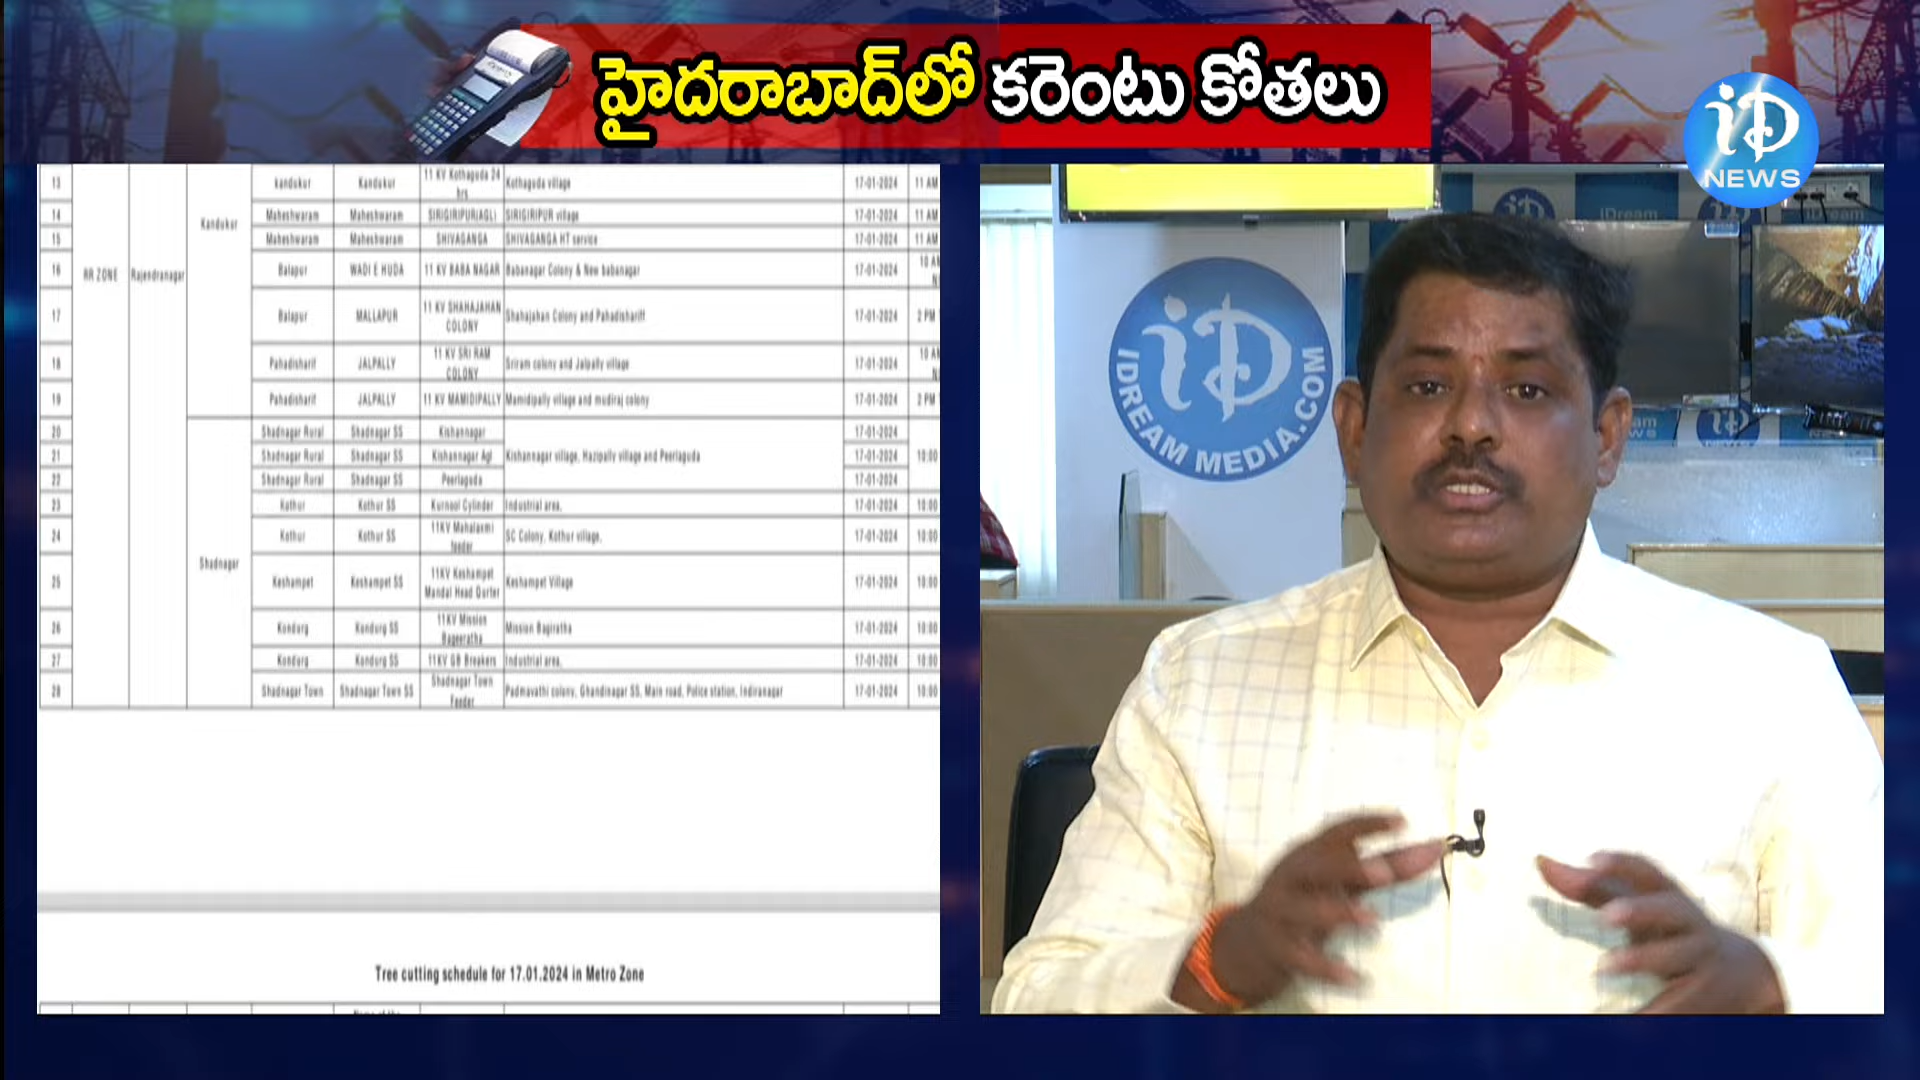 హైదరాబాద్‌లో కరెంటు కోతలు
iD
NEWS
13 kandukur Kandukur 11 KV Kothaguda 24 hrs Kothaguda village 17-01-2024 11 AM
Kandukur
14 Maheshwaram Maheshwaram SIRIGIRIPUR(AGL) SIRIGIRIPUR village 17-01-2024 11 AM
15 Maheshwaram Maheshwaram SHIVAGANGA SHIVAGANGA HT service 17-01-2024 11 AM
RR ZONE Rajendranagar
16 Balapur WADI E HUDA 11 KV BABA NAGAR Babanagar Colony & New babanagar 17-01-2024
17 Balapur MALLAPUR 11 KV SHAHAJAHAN COLONY Shahajahan Colony and Pahadishariff 17-01-2024 2 PM
18 Pahadisharif JALPALLY 11 KV SRI RAM COLONY Sriram colony and Jalpally village 17-01-2024
19 Pahadisharif JALPALLY 11 KV MAMIDIPALLY Mamidipally village and mudiraj colony 17-01-2024 2 PM
20 Shadnagar Rural Shadnagar SS Kishannagar 17-01-2024
21 Shadnagar Rural Shadnagar SS Kishannagar Agl Kishannagar village, Hazipally village and Peerlaguda 17-01-2024 10:00
22 Shadnagar Rural Shadnagar SS Peerlaguda 17-01-2024
23 Kothur Kothur SS Kurnool Cylinder Industrial area, 17-01-2024 10:00
24 Kothur Kothur SS 11KV Mahalaxmi feeder SC Colony, Kothur village, 17-01-2024 10:00
Shadnagar
25 Keshampet Keshampet SS 11KV Keshampet Mandal Head Qurter Keshampet Village 17-01-2024 10:00
26 Kondurg Kondurg SS 11KV Mission Bageeratha Mission Bagiratha 17-01-2024 10:00
27 Kondurg Kondurg SS 11KV GB Breakers Industrial area, 17-01-2024 10:00
28 Shadnagar Town Shadnagar Town SS Shadnagar Town Feeder Padmavathi colony, Ghandinagar SS, Main road, Police station, Indiranagar 17-01-2024 10:00
Tree cutting schedule for 17.01.2024 in Metro Zone
Name of the
iD
IDREAM MEDIA.COM
iDream
iDream